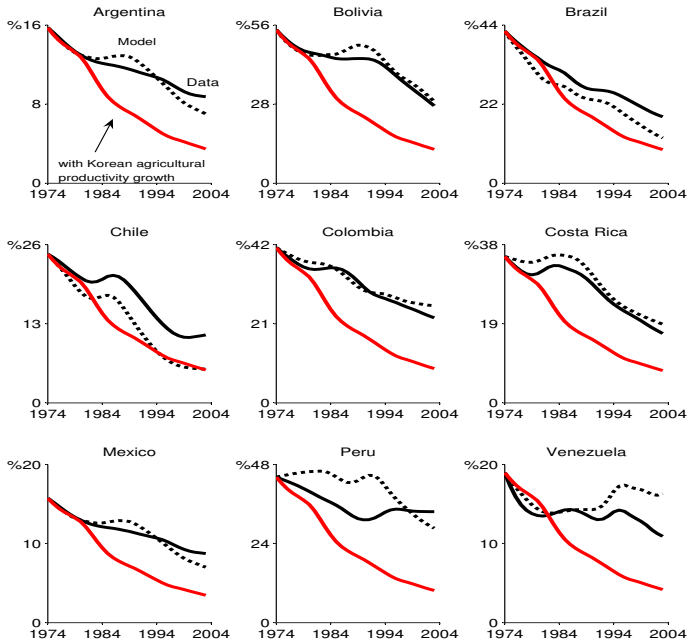 Argentina
%16
8
0
1974 1984 1994 2004
Model
Data
with Korean agricultural
productivity growth
Bolivia
%56
28
0
1974 1984 1994 2004
Brazil
%44
22
0
1974 1984 1994 2004
Chile
%26
13
0
1974 1984 1994 2004
Colombia
%42
21
0
1974 1984 1994 2004
Costa Rica
%38
19
0
1974 1984 1994 2004
Mexico
%20
10
0
1974 1984 1994 2004
Peru
%48
24
0
1974 1984 1994 2004
Venezuela
%20
10
0
1974 1984 1994 2004